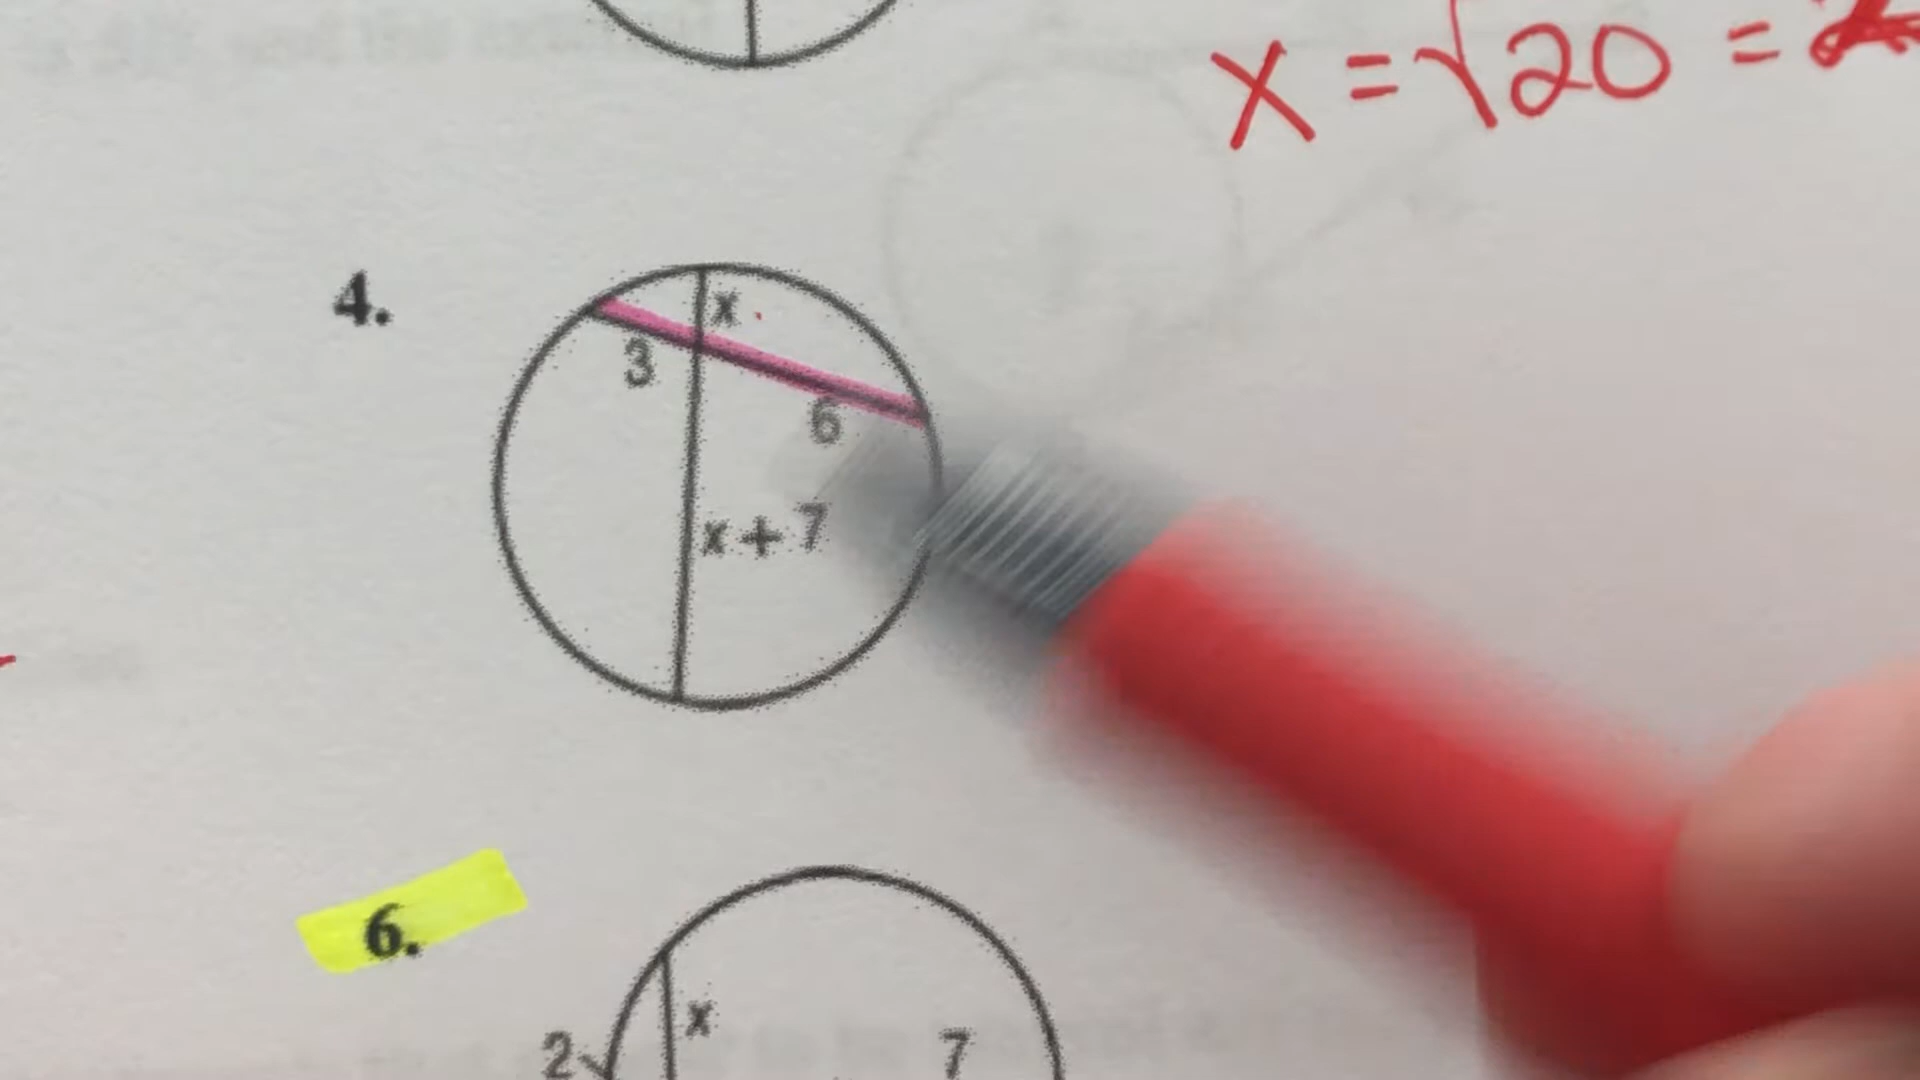 x = √20 =
4.
x
3
6
x + 7
6.
x
2
7